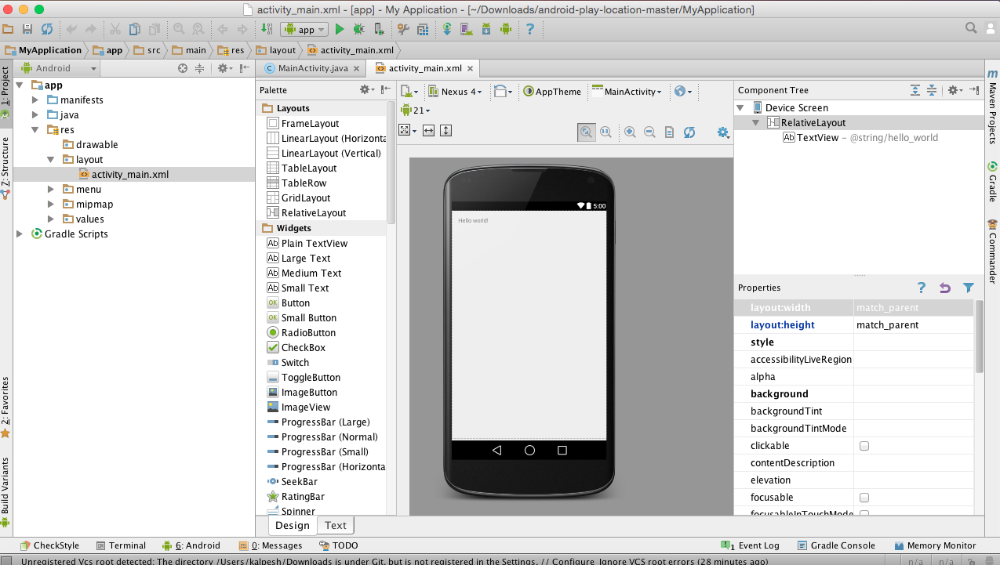 activity_main.xml - [app] - My Application - [~/Downloads/android-play-location-master/MyApplication]
app
MyApplication app src main res layout activity_main.xml
1: Project
Z: Structure
2: Favorites
Build Variants
Android
app
manifests
java
res
drawable
layout
activity_main.xml
menu
mipmap
values
Gradle Scripts
MainActivity.java
activity_main.xml
Palette
Layouts
FrameLayout
LinearLayout (Horizonta
LinearLayout (Vertical)
TableLayout
TableRow
GridLayout
RelativeLayout
Widgets
Plain TextView
Large Text
Medium Text
Small Text
Button
Small Button
RadioButton
CheckBox
Switch
ToggleButton
ImageButton
ImageView
ProgressBar (Large)
ProgressBar (Normal)
ProgressBar (Small)
ProgressBar (Horizonta
SeekBar
RatingBar
Spinner
Nexus 4 AppTheme MainActivity
21
5:00
Hello world!
Design Text
Component Tree
Device Screen
RelativeLayout
Ab TextView - @string/hello_world
Properties
layout:width match_parent
layout:height match_parent
style
accessibilityLiveRegion
alpha
background
backgroundTint
backgroundTintMode
clickable
contentDescription
elevation
focusable
focusableInTouchMode
m Maven Projects
Gradle
Commander
CheckStyle Terminal 6: Android 0: Messages TODO 1 Event Log Gradle Console Memory Monitor
Unregistered Vcs root detected: The directory /Users/kalpesh/Downloads is under Git, but is not registered in the Settings. // Configure Ignore VCS root errors (28 minutes ago) n/a n/a